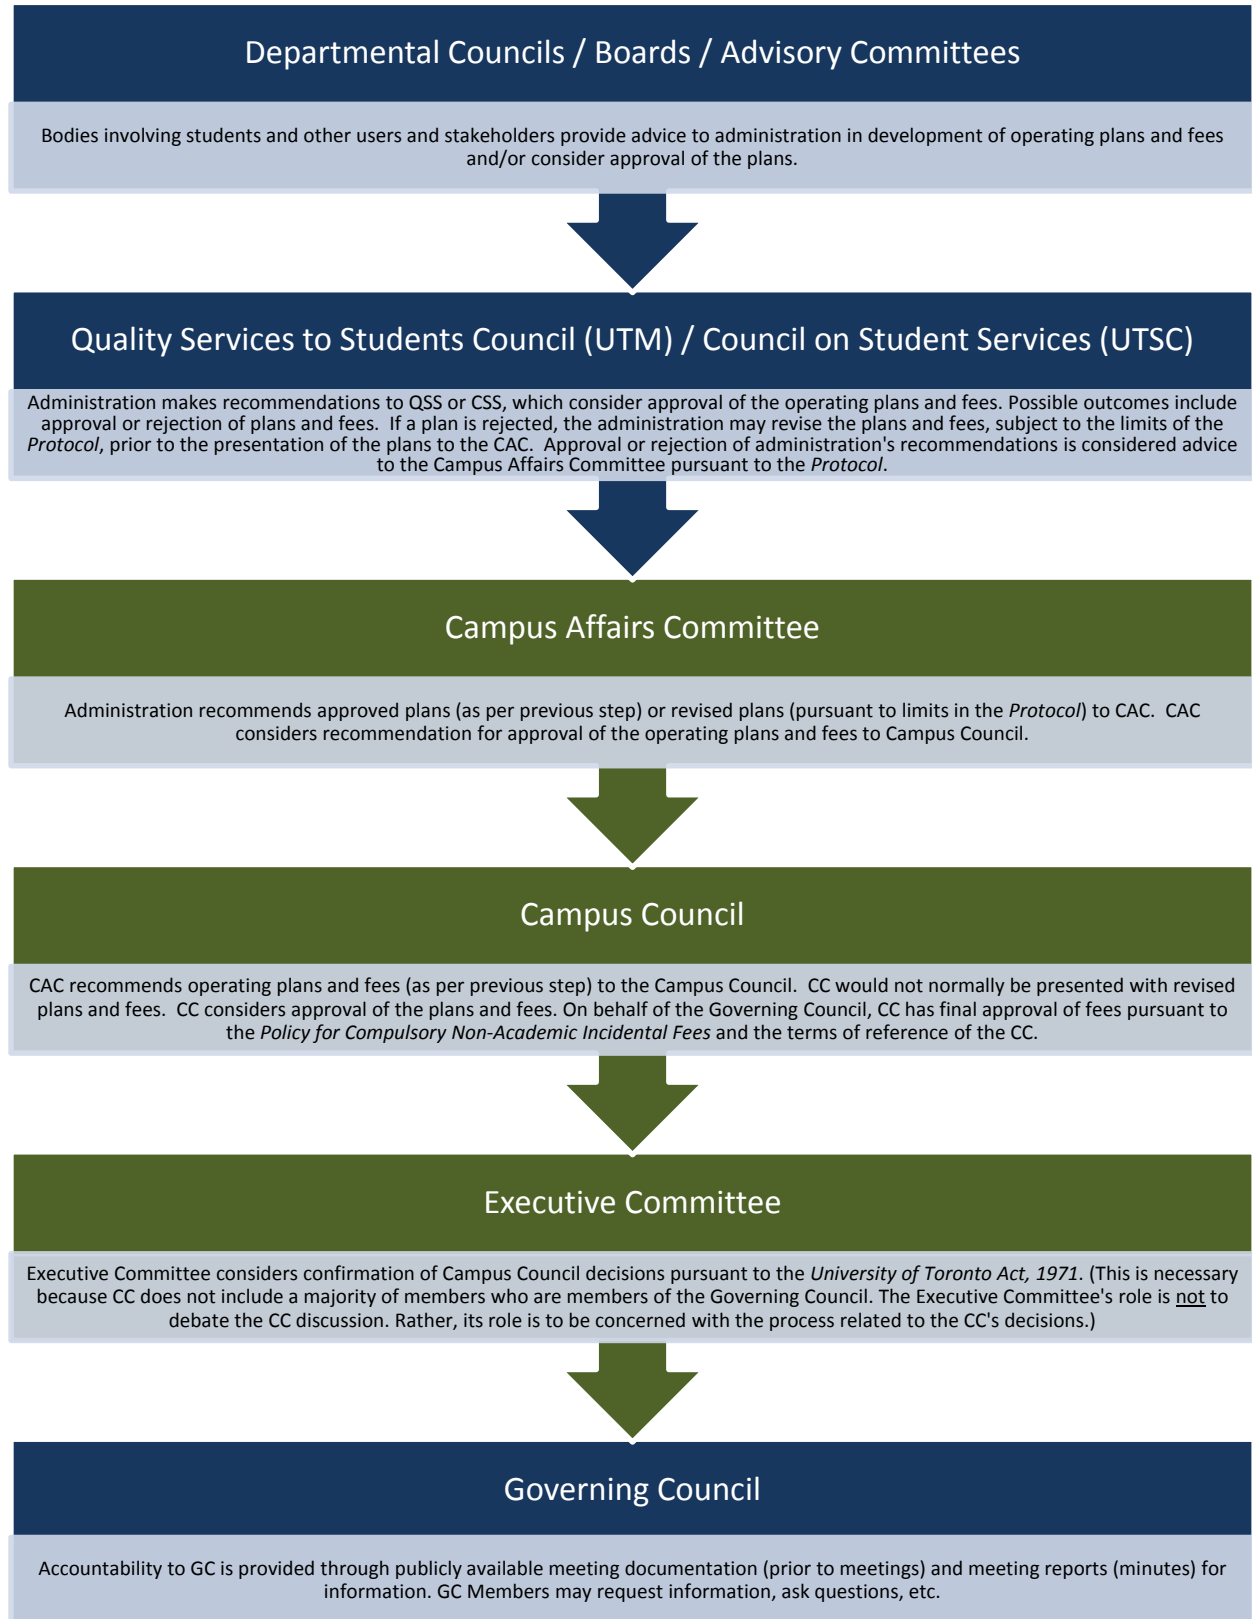 Departmental Councils / Boards / Advisory Committees
Bodies involving students and other users and stakeholders provide advice to administration in development of operating plans and fees
and/or consider approval of the plans.
Quality Services to Students Council (UTM) / Council on Student Services (UTSC)
Administration makes recommendations to QSS or CSS, which consider approval of the operating plans and fees. Possible outcomes include
approval or rejection of plans and fees.  If a plan is rejected, the administration may revise the plans and fees, subject to the limits of the
Protocol, prior to the presentation of the plans to the CAC.  Approval or rejection of administration's recommendations is considered advice
to the Campus Affairs Committee pursuant to the Protocol.
Campus Affairs Committee
Administration recommends approved plans (as per previous step) or revised plans (pursuant to limits in the Protocol) to CAC.  CAC
considers recommendation for approval of the operating plans and fees to Campus Council.
Campus Council
CAC recommends operating plans and fees (as per previous step) to the Campus Council.  CC would not normally be presented with revised
plans and fees.  CC considers approval of the plans and fees. On behalf of the Governing Council, CC has final approval of fees pursuant to
the Policy for Compulsory Non-Academic Incidental Fees and the terms of reference of the CC.
Executive Committee
Executive Committee considers confirmation of Campus Council decisions pursuant to the University of Toronto Act, 1971. (This is necessary
because CC does not include a majority of members who are members of the Governing Council. The Executive Committee's role is not to
debate the CC discussion. Rather, its role is to be concerned with the process related to the CC's decisions.)
Governing Council
Accountability to GC is provided through publicly available meeting documentation (prior to meetings) and meeting reports (minutes) for
information. GC Members may request information, ask questions, etc.